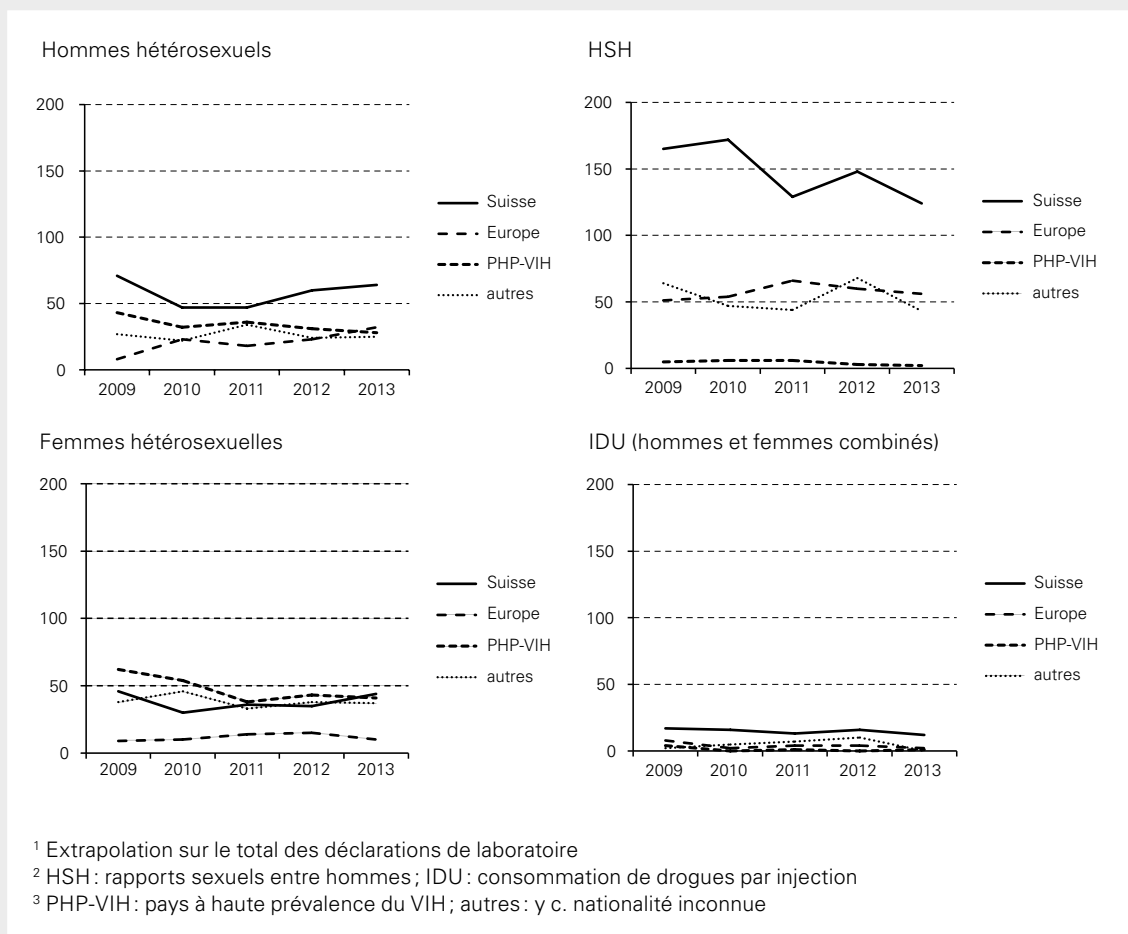 Hommes hétérosexuels
200
150
100
50
0
2009 2010 2011 2012 2013
Suisse
Europe
PHP-VIH
autres
HSH
200
150
100
50
0
2009 2010 2011 2012 2013
Suisse
Europe
PHP-VIH
autres
Femmes hétérosexuelles
200
150
100
50
0
2009 2010 2011 2012 2013
Suisse
Europe
PHP-VIH
autres
IDU (hommes et femmes combinés)
200
150
100
50
0
2009 2010 2011 2012 2013
Suisse
Europe
PHP-VIH
autres
¹ Extrapolation sur le total des déclarations de laboratoire
² HSH : rapports sexuels entre hommes ; IDU : consommation de drogues par injection
³ PHP-VIH : pays à haute prévalence du VIH ; autres : y c. nationalité inconnue